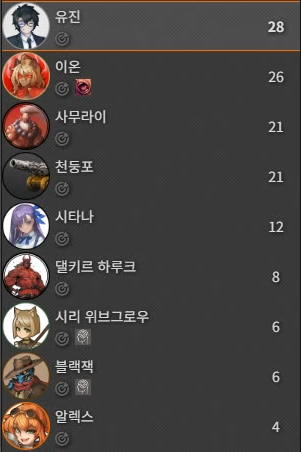 유진 28
이온 26
사무라이 21
천둥포 21
시타나 12
댈키르 하루크 8
시리 위브그로우 6
블랙잭 6
알렉스 4